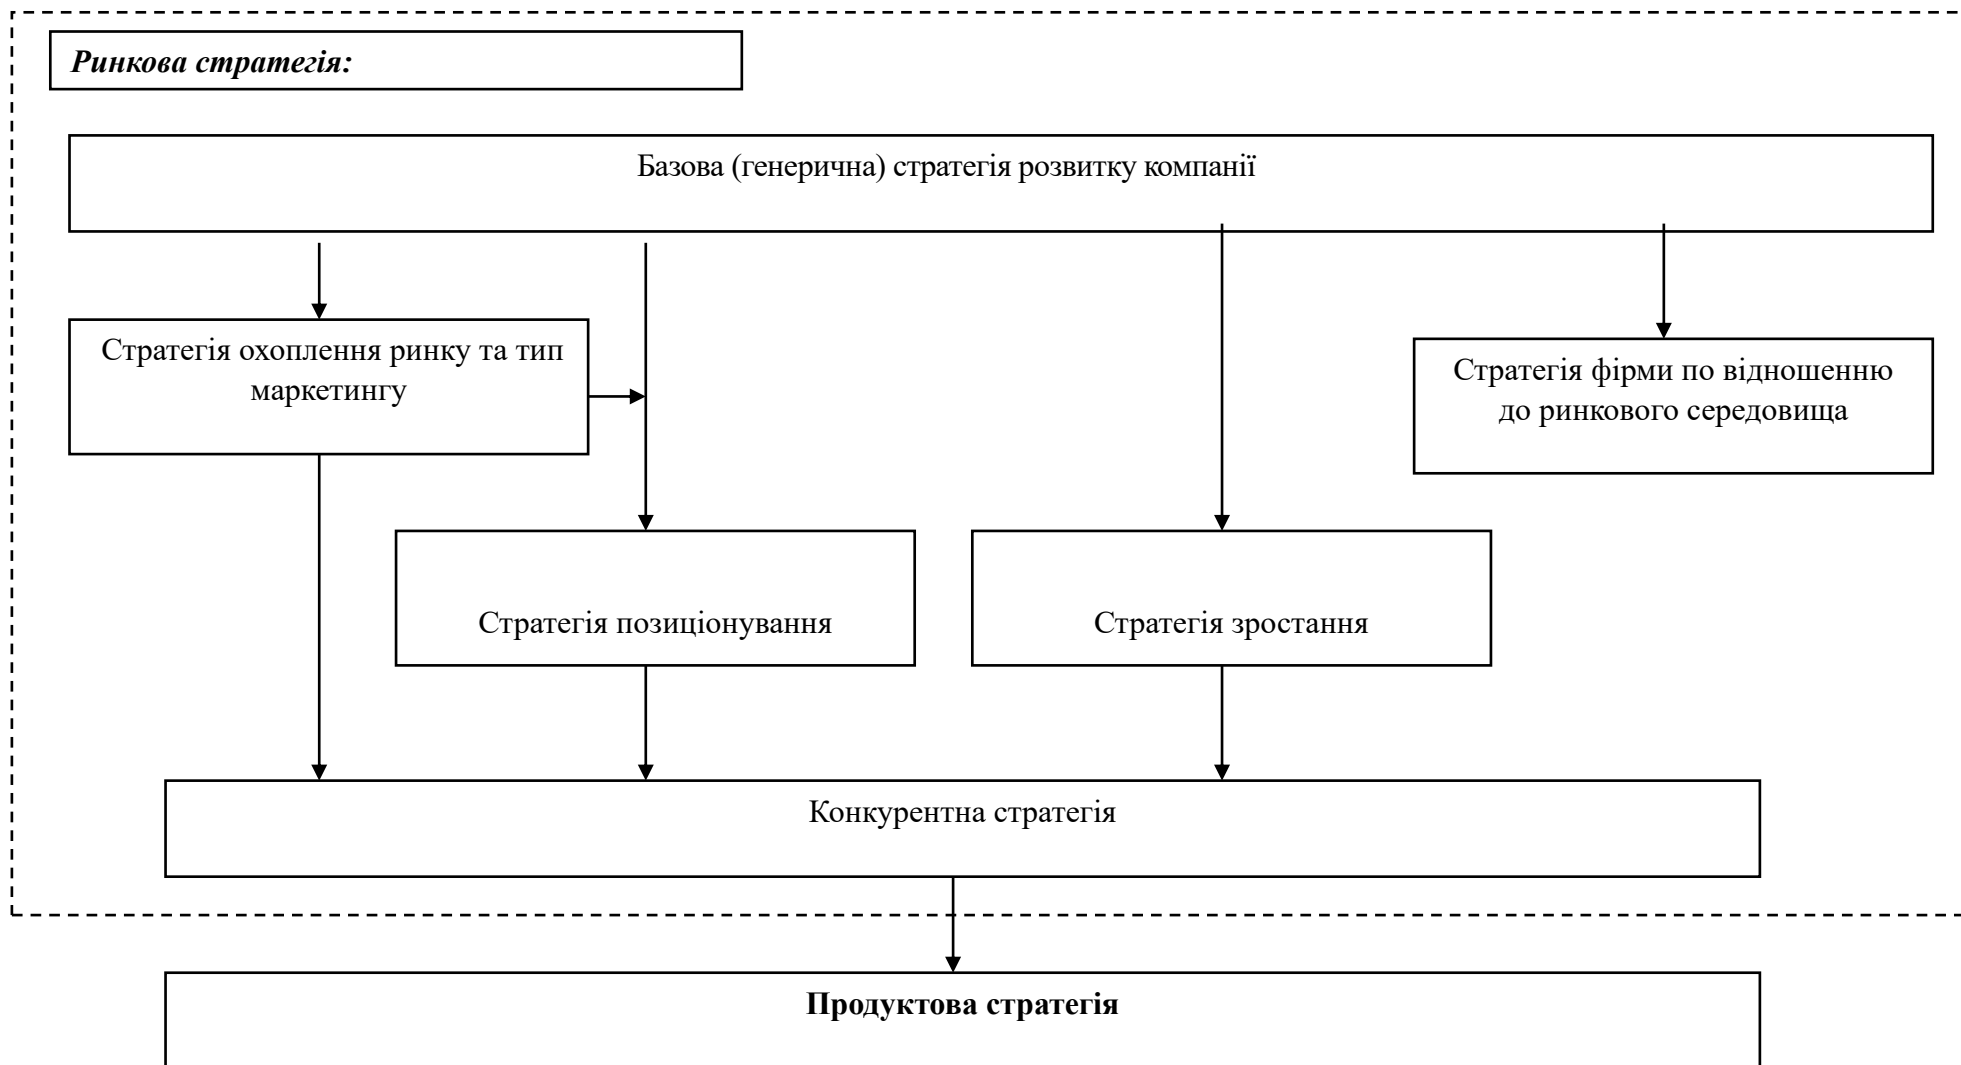 Ринкова стратегія:
Базова (генерична) стратегія розвитку компанії
Стратегія охоплення ринку та тип
маркетингу
Стратегія фірми по відношенню
до ринкового середовища
Стратегія позиціонування
Стратегія зростання
Конкурентна стратегія
Продуктова стратегія